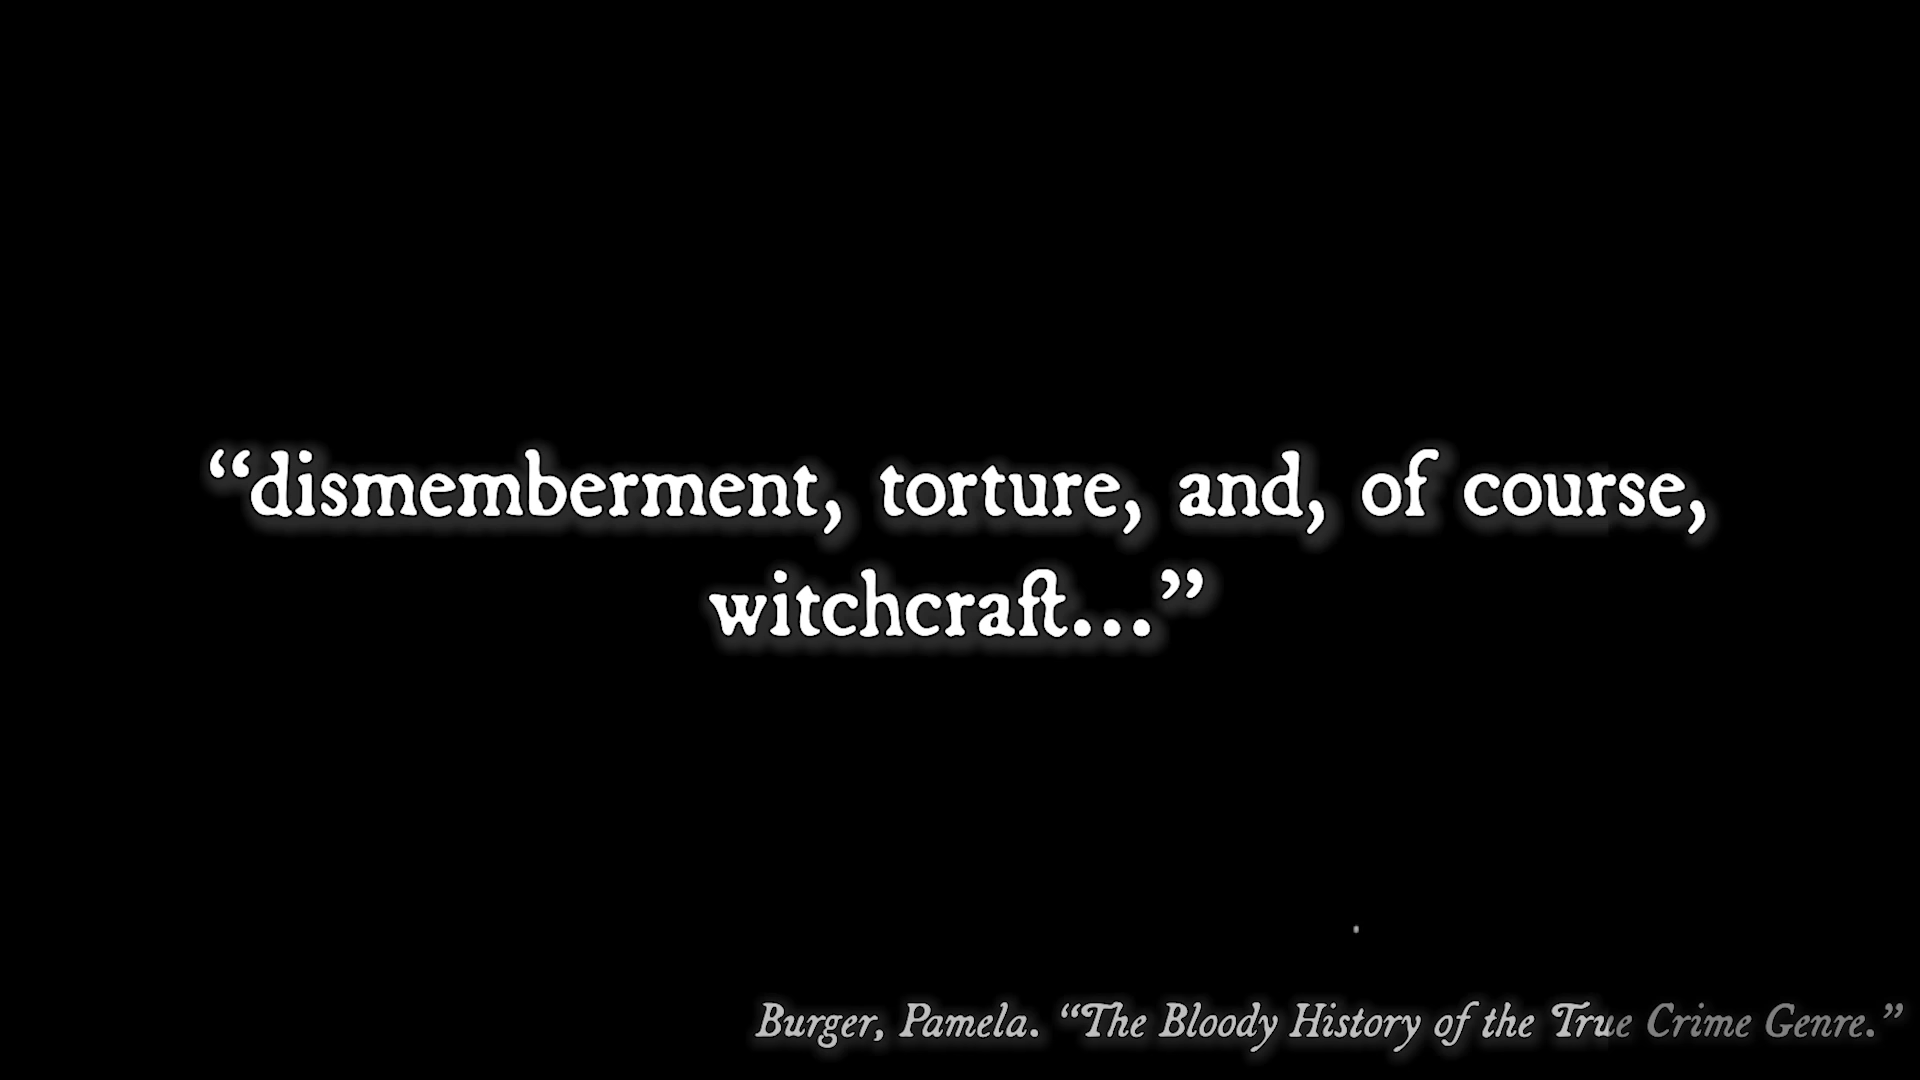 “dismemberment, torture, and, of course,
witchcraft...”
Burger, Pamela. “The Bloody History of the True Crime Genre.”